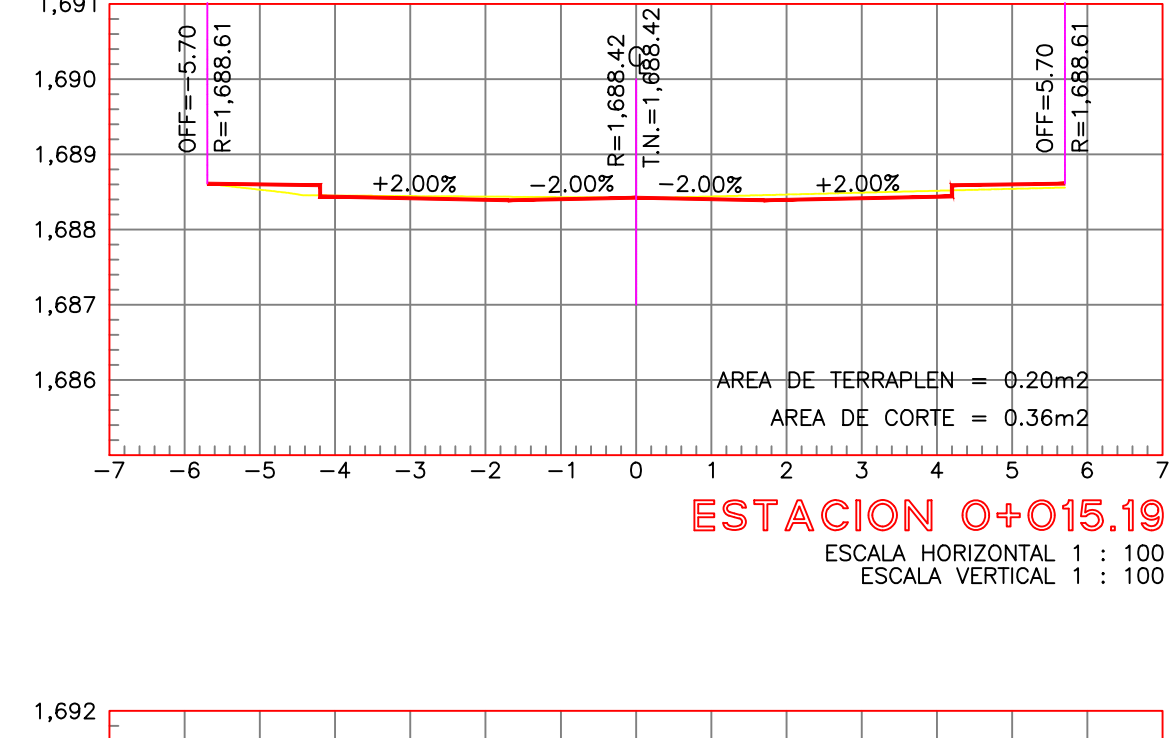 1,691
OFF=-5.70
R=1,688.61
R=1,688.42
T.N.=1,688.42
OFF=5.70
R=1,688.61
1,690
1,689
+2.00% -2.00% -2.00% +2.00%
1,688
1,687
1,686
AREA DE TERRAPLEN = 0.20m2
AREA DE CORTE = 0.36m2
-7 -6 -5 -4 -3 -2 -1 0 1 2 3 4 5 6 7
ESTACION 0+015.19
ESCALA HORIZONTAL 1 : 100
ESCALA VERTICAL 1 : 100
1,692